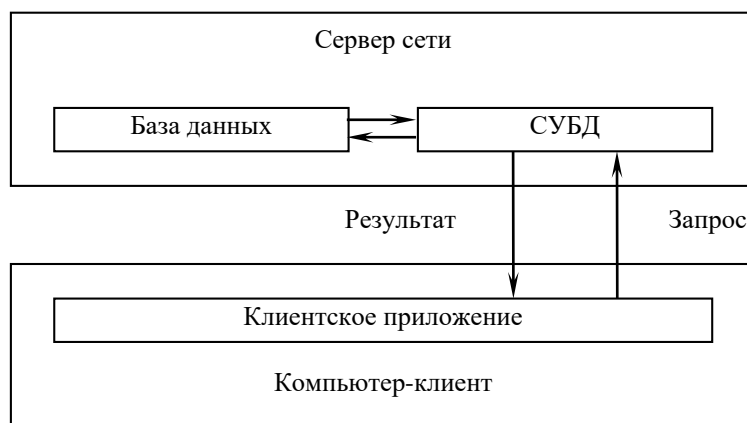 Сервер сети
База данных
СУБД
Результат
Запрос
Клиентское приложение
Компьютер-клиент